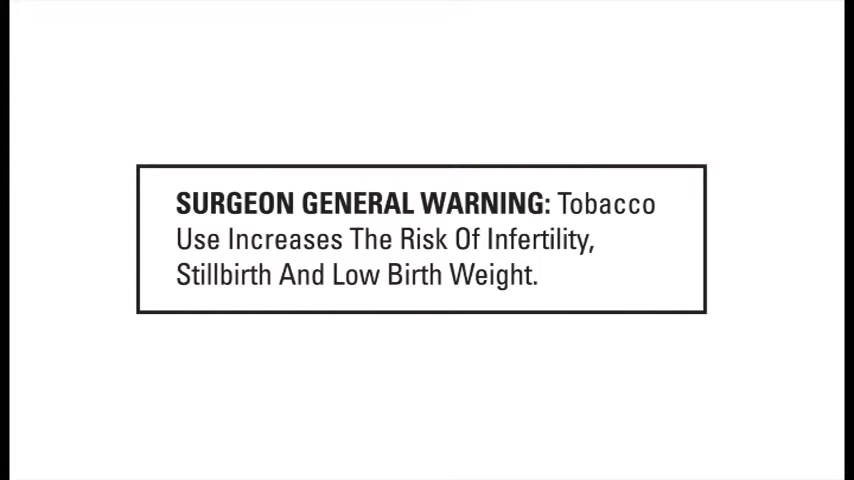 SURGEON GENERAL WARNING: Tobacco
Use Increases The Risk Of Infertility,
Stillbirth And Low Birth Weight.